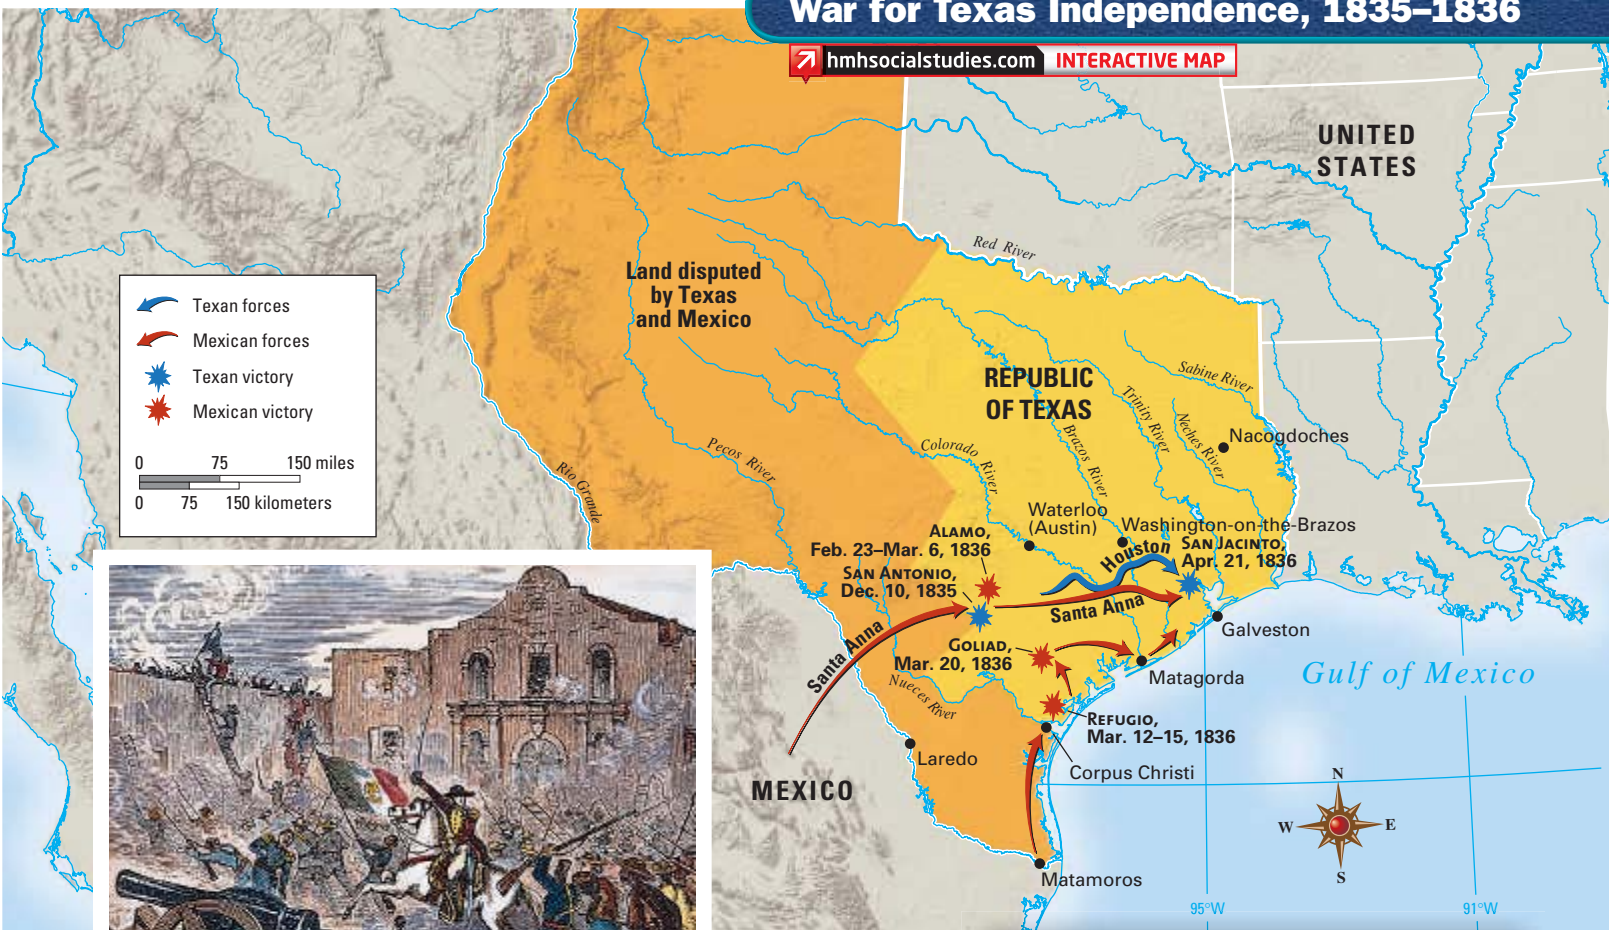 War for Texas Independence, 1835–1836
hmhsocialstudies.com INTERACTIVE MAP
UNITED
STATES
Red River
Land disputed
by Texas
and Mexico
Texan forces
Mexican forces
Texan victory
Mexican victory
0 75 150 miles
0 75 150 kilometers
REPUBLIC
OF TEXAS
Sabine River
Trinity River
Neches River
Brazos River
Colorado River
Pecos River
Rio Grande
Nacogdoches
Waterloo
(Austin)
Washington-on-the-Brazos
ALAMO,
Feb. 23–Mar. 6, 1836
SAN ANTONIO,
Dec. 10, 1835
Houston
SAN JACINTO,
Apr. 21, 1836
Santa Anna
Santa Anna
GOLIAD,
Mar. 20, 1836
Galveston
Matagorda
Gulf of Mexico
Nueces River
REFUGIO,
Mar. 12–15, 1836
Laredo
Corpus Christi
MEXICO
N
W E
S
Matamoros
95°W
91°W